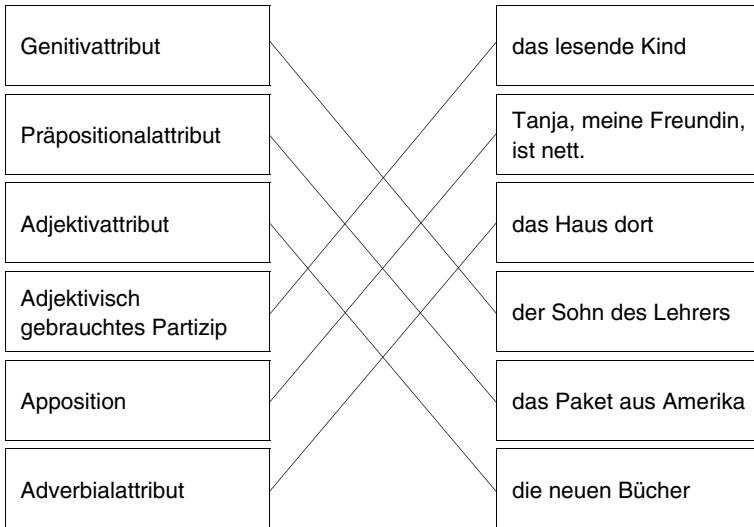 Genitivattribut
Präpositionalattribut
Adjektivattribut
Adjektivisch
gebrauchtes Partizip
Apposition
Adverbialattribut
das lesende Kind
Tanja, meine Freundin,
ist nett.
das Haus dort
der Sohn des Lehrers
das Paket aus Amerika
die neuen Bücher